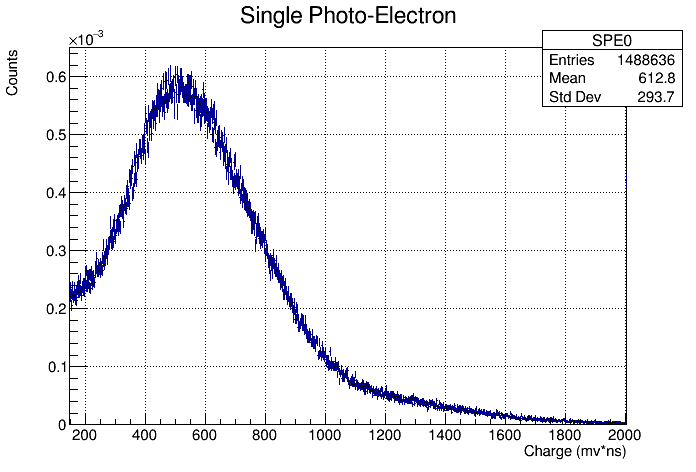 Single Photo-Electron
×10⁻³
SPE0
Entries 1488636
Mean 612.8
Std Dev 293.7
Counts
0.6
0.5
0.4
0.3
0.2
0.1
0
200 400 600 800 1000 1200 1400 1600 1800 2000
Charge (mv*ns)